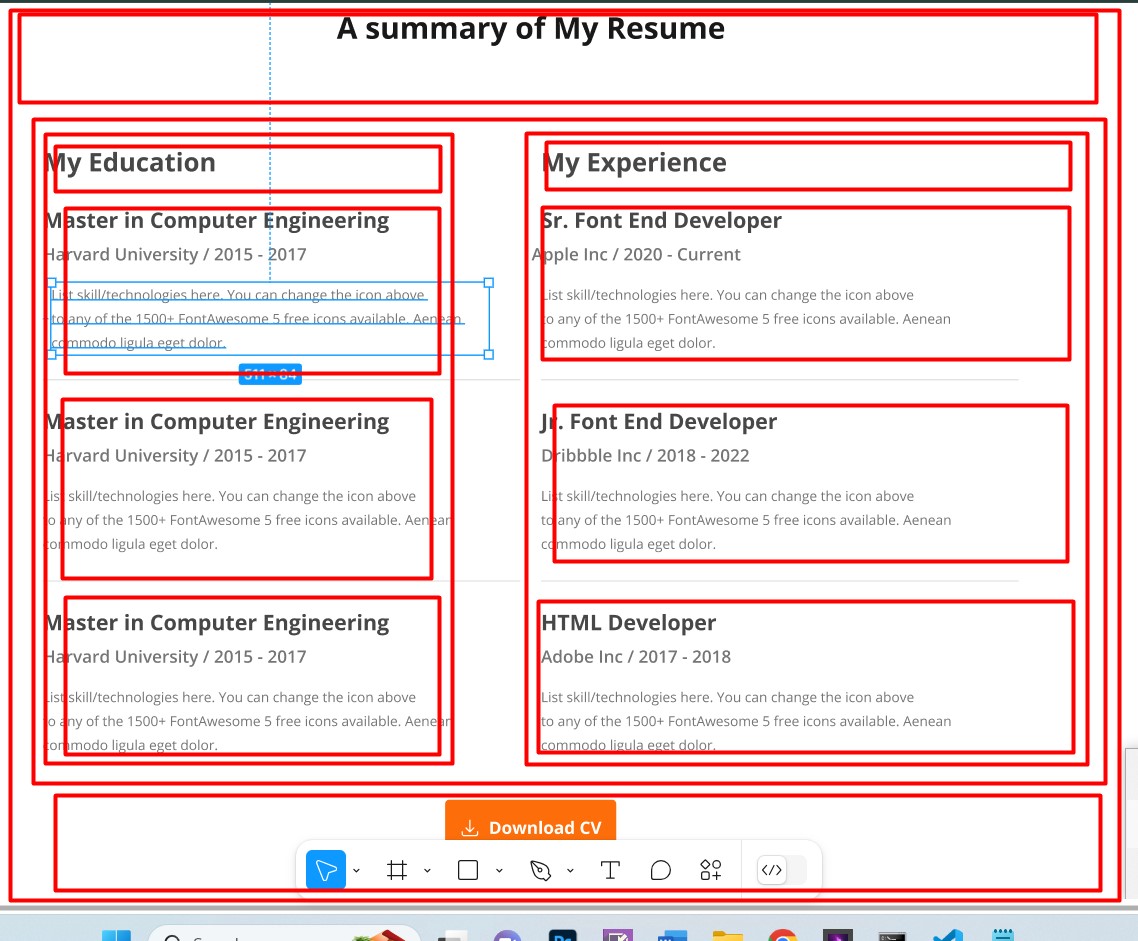 A summary of My Resume
My Education
Master in Computer Engineering
Harvard University / 2015 - 2017
List skill/technologies here. You can change the icon above
to any of the 1500+ FontAwesome 5 free icons available. Aenean
commodo ligula eget dolor.
Master in Computer Engineering
Harvard University / 2015 - 2017
List skill/technologies here. You can change the icon above
to any of the 1500+ FontAwesome 5 free icons available. Aenean
commodo ligula eget dolor.
Master in Computer Engineering
Harvard University / 2015 - 2017
List skill/technologies here. You can change the icon above
to any of the 1500+ FontAwesome 5 free icons available. Aenean
commodo ligula eget dolor.
My Experience
Sr. Font End Developer
Apple Inc / 2020 - Current
List skill/technologies here. You can change the icon above
to any of the 1500+ FontAwesome 5 free icons available. Aenean
commodo ligula eget dolor.
Jr. Font End Developer
Dribbble Inc / 2018 - 2022
List skill/technologies here. You can change the icon above
to any of the 1500+ FontAwesome 5 free icons available. Aenean
commodo ligula eget dolor.
HTML Developer
Adobe Inc / 2017 - 2018
List skill/technologies here. You can change the icon above
to any of the 1500+ FontAwesome 5 free icons available. Aenean
commodo ligula eget dolor.
Download CV